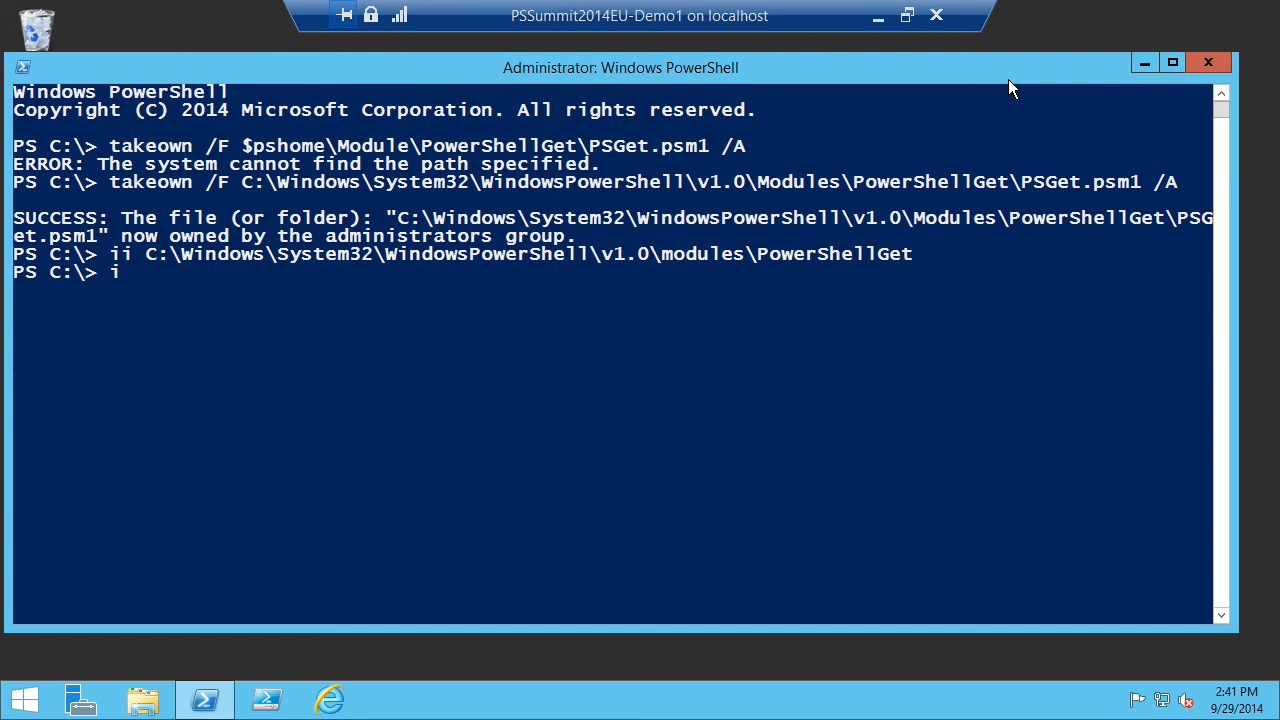 PSSummit2014EU-Demo1 on localhost
Administrator: Windows PowerShell
Windows PowerShell
Copyright (C) 2014 Microsoft Corporation. All rights reserved.
PS C:\> takeown /F $pshome\Module\PowerShellGet\PSGet.psm1 /A
ERROR: The system cannot find the path specified.
PS C:\> takeown /F C:\Windows\System32\WindowsPowerShell\v1.0\Modules\PowerShellGet\PSGet.psm1 /A
SUCCESS: The file (or folder): "C:\Windows\System32\WindowsPowerShell\v1.0\Modules\PowerShellGet\PSG
et.psm1" now owned by the administrators group.
PS C:\> ii C:\Windows\System32\WindowsPowerShell\v1.0\modules\PowerShellGet
PS C:\> i
2:41 PM
9/29/2014